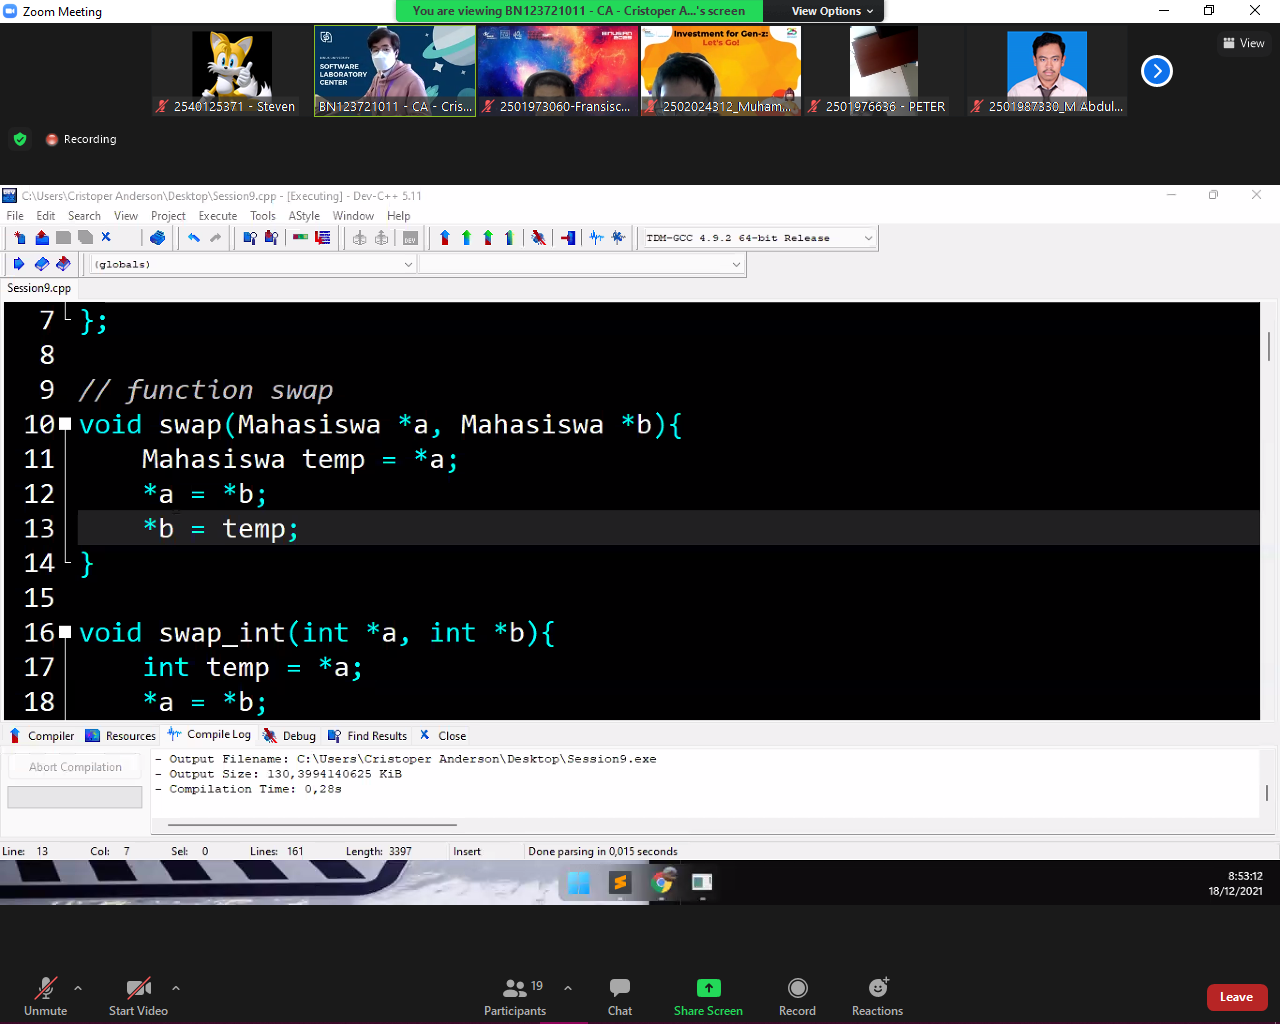 Zoom Meeting
You are viewing BN123721011 - CA - Cristoper A...'s screen
View Options
SOFTWARE
LABORATORY
CENTER
Investment for Gen-z:
Let's Go!
2540125371 - Steven
BN123721011 - CA - Cris...
2501973060-Fransisc...
2502024312_Muham...
2501976636 - PETER
2501987330_M Abdul...
View
Recording
C:\Users\Cristoper Anderson\Desktop\Session9.cpp - [Executing] - Dev-C++ 5.11
File Edit Search View Project Execute Tools AStyle Window Help
TDM-GCC 4.9.2 64-bit Release
(globals)
Session9.cpp
7 };
8
9 // function swap
10 void swap(Mahasiswa *a, Mahasiswa *b){
11 Mahasiswa temp = *a;
12 *a = *b;
13 *b = temp;
14 }
15
16 void swap_int(int *a, int *b){
17 int temp = *a;
18 *a = *b;
Compiler Resources Compile Log Debug Find Results Close
Abort Compilation
- Output Filename: C:\Users\Cristoper Anderson\Desktop\Session9.exe
- Output Size: 130,3994140625 KiB
- Compilation Time: 0,28s
Line: 13 Col: 7 Sel: 0 Lines: 161 Length: 3397 Insert Done parsing in 0,015 seconds
8:53:12
18/12/2021
19
Unmute Start Video Participants Chat Share Screen Record Reactions
Leave